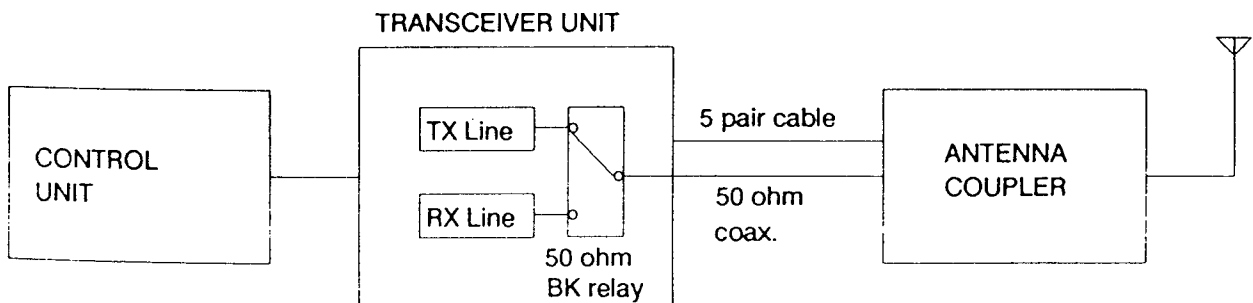 TRANSCEIVER UNIT
CONTROL
UNIT
TX Line
RX Line
50 ohm
BK relay
5 pair cable
50 ohm
coax.
ANTENNA
COUPLER